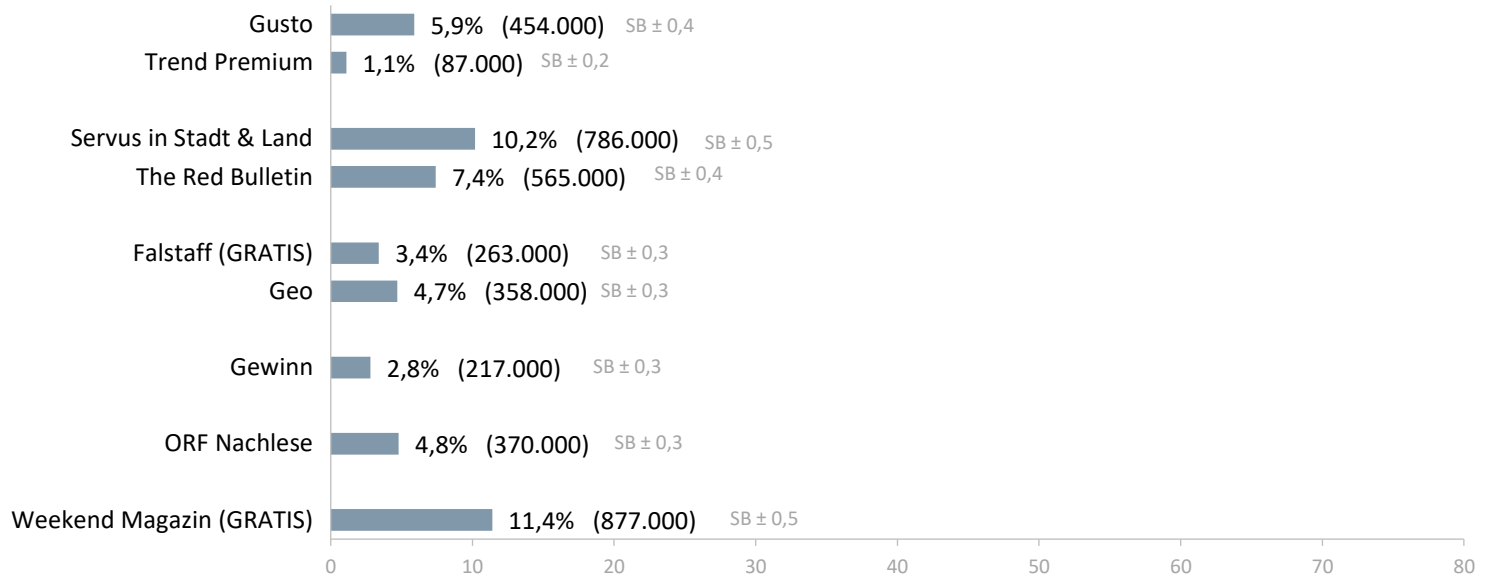 Gusto 5,9% (454.000) SB ± 0,4
Trend Premium 1,1% (87.000) SB ± 0,2
Servus in Stadt & Land 10,2% (786.000) SB ± 0,5
The Red Bulletin 7,4% (565.000) SB ± 0,4
Falstaff (GRATIS) 3,4% (263.000) SB ± 0,3
Geo 4,7% (358.000) SB ± 0,3
Gewinn 2,8% (217.000) SB ± 0,3
ORF Nachlese 4,8% (370.000) SB ± 0,3
Weekend Magazin (GRATIS) 11,4% (877.000) SB ± 0,5
0 10 20 30 40 50 60 70 80